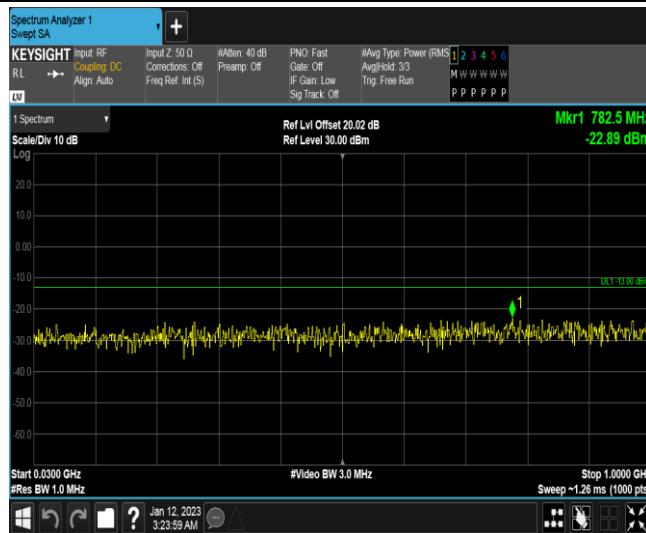 Spectrum Analyzer 1
Swept SA
+
KEYSIGHT
RL
LXI
Input: RF
Coupling: DC
Align: Auto
Input Z: 50 Ω
Corrections: Off
Freq Ref: Int (S)
#Atten: 40 dB
Preamp: Off
PNO: Fast
Gate: Off
IF Gain: Low
Sig Track: Off
#Avg Type: Power (RMS
Avg|Hold: 3/3
Trig: Free Run
1 2 3 4 5 6
M W W W W W
P P P P P P
1 Spectrum
Scale/Div 10 dB
Ref Lvl Offset 20.02 dB
Ref Level 30.00 dBm
Mkr1 782.5 MHz
-22.89 dBm
Log
20.0
10.0
0.00
-10.0
DL1 -13.00 dBm
-20.0
1
-30.0
-40.0
-50.0
-60.0
Start 0.0300 GHz
#Res BW 1.0 MHz
#Video BW 3.0 MHz
Stop 1.0000 GHz
Sweep ~1.26 ms (1000 pts)
?
Jan 12, 2023
3:23:59 AM